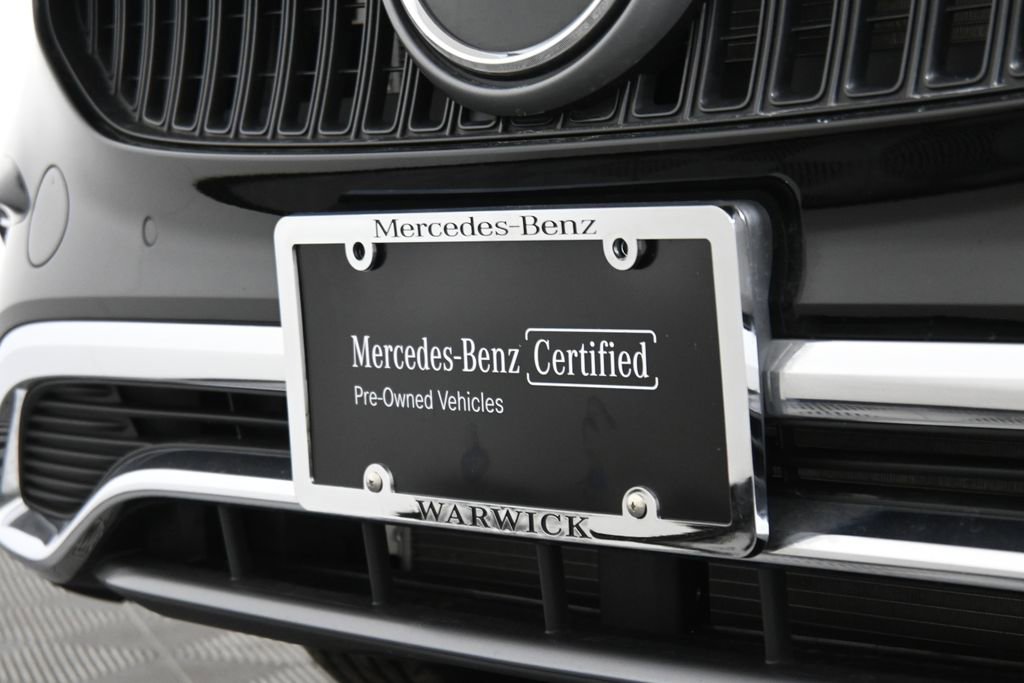 Mercedes-Benz
Mercedes-Benz Certified
Pre-Owned Vehicles
WARWICK